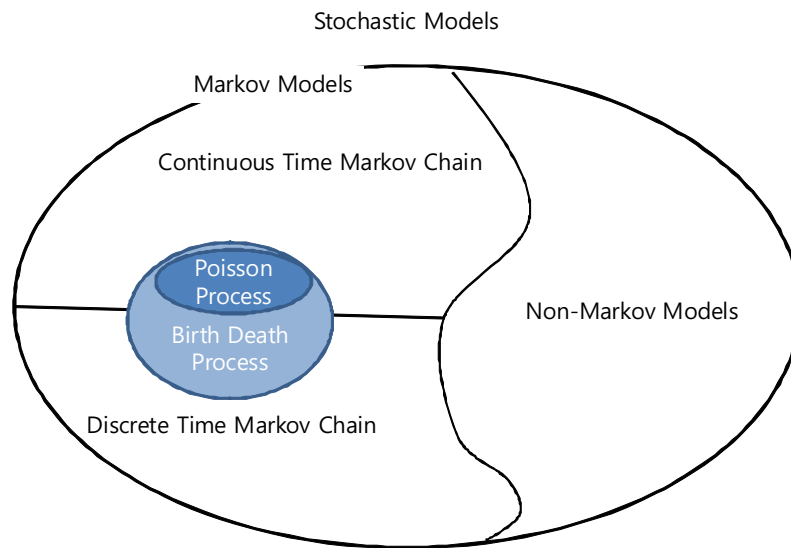 Stochastic Models
Markov Models
Continuous Time Markov Chain
Poisson
Process
Birth Death
Process
Non-Markov Models
Discrete Time Markov Chain